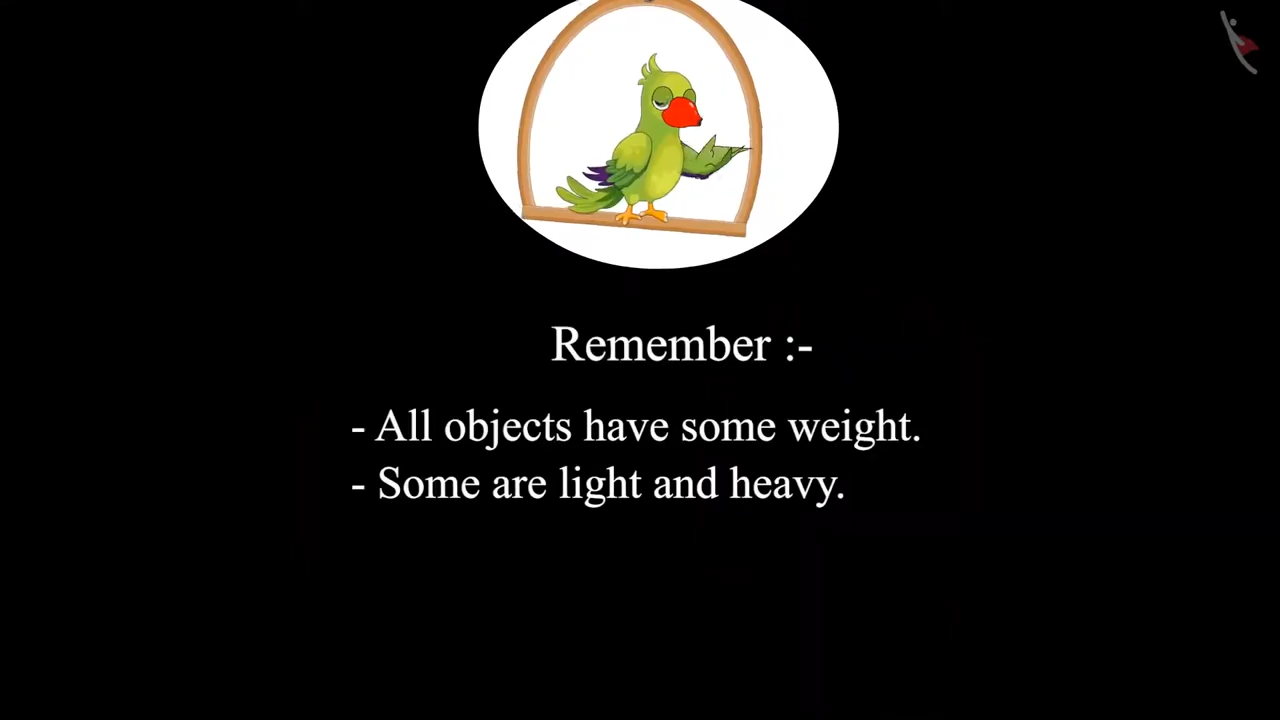 Remember :-
- All objects have some weight.
- Some are light and heavy.